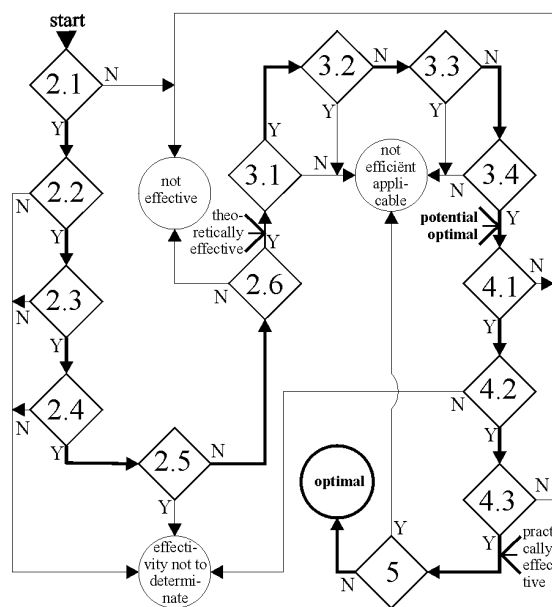 start
2.1
N
Y
2.2
N
Y
2.3
N
Y
2.4
N
Y
2.5
N
Y
effecti-
vity not to
determi-
nate
not
effective
2.6
N
Y
theo-
retically
effective
3.1
N
Y
3.2
N
Y
3.3
N
Y
not
efficiënt
appli-
cable
3.4
N
Y
potential
optimal
4.1
N
Y
4.2
N
Y
4.3
N
Y
pract
cally
effec
tive
5
Y
N
optimal